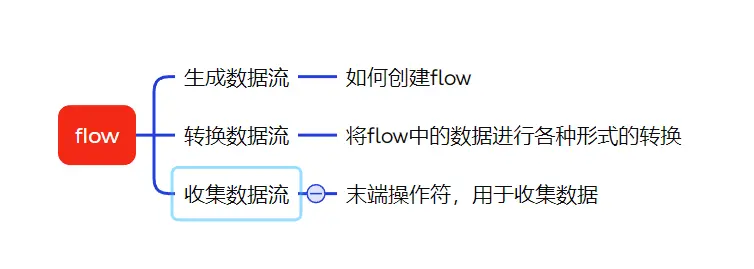 flow
生成数据流
如何创建flow
转换数据流
将flow中的数据进行各种形式的转换
收集数据流
末端操作符，用于收集数据